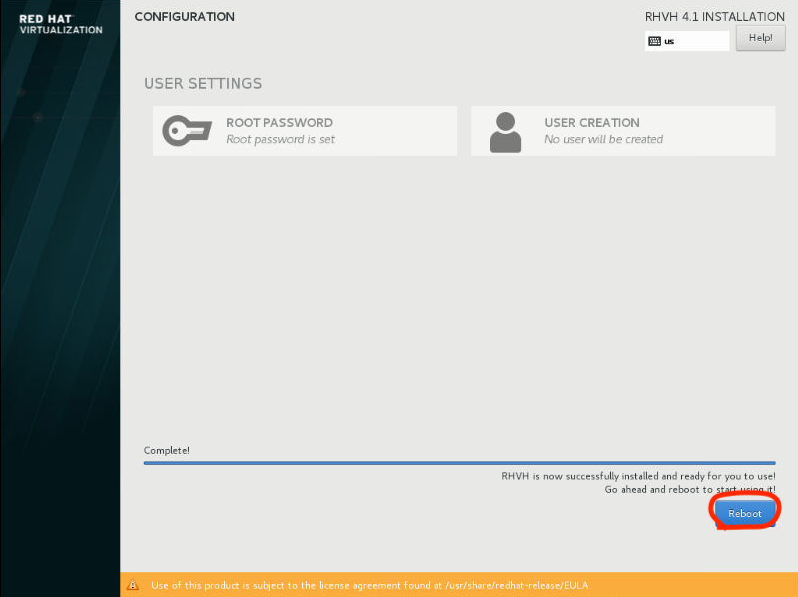 RED HAT
VIRTUALIZATION
CONFIGURATION
RHVH 4.1 INSTALLATION
us
Help!
USER SETTINGS
ROOT PASSWORD
Root password is set
USER CREATION
No user will be created
Complete!
RHVH is now successfully installed and ready for you to use!
Go ahead and reboot to start using it!
Reboot
Use of this product is subject to the license agreement found at /usr/share/redhat-release/EULA